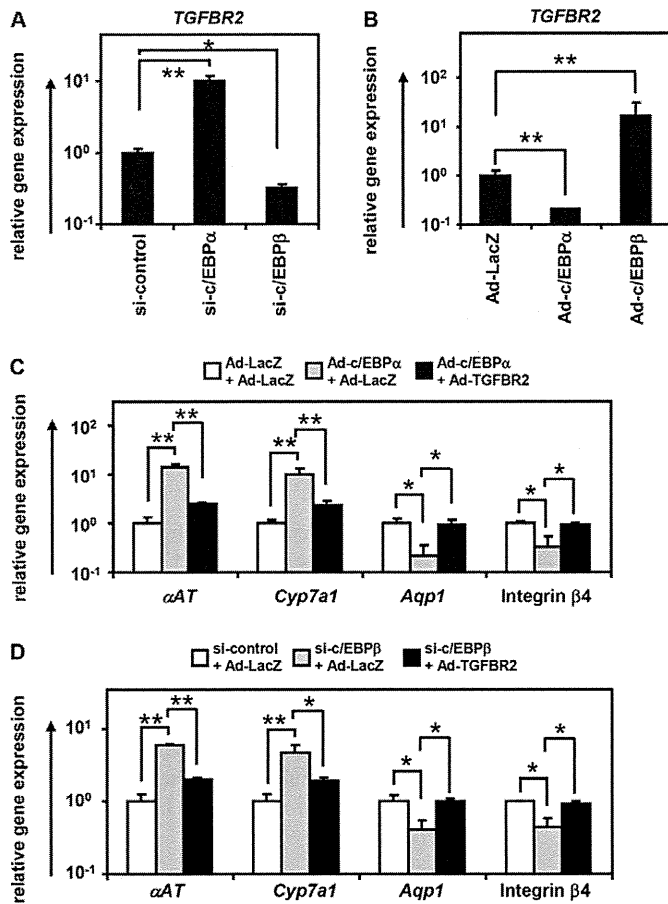 A
TGFBR2
relative gene expression
10¹
10⁰
10⁻¹
*
**
si-control
si-c/EBPα
si-c/EBPβ
B
TGFBR2
relative gene expression
10²
10¹
10⁰
10⁻¹
**
**
Ad-LacZ
Ad-c/EBPα
Ad-c/EBPβ
C
Ad-LacZ + Ad-LacZ
Ad-c/EBPα + Ad-LacZ
Ad-c/EBPα + Ad-TGFBR2
relative gene expression
10²
10¹
10⁰
10⁻¹
** **
** **
* *
* *
αAT
Cyp7a1
Aqp1
Integrin β4
D
si-control + Ad-LacZ
si-c/EBPβ + Ad-LacZ
si-c/EBPβ + Ad-TGFBR2
relative gene expression
10¹
10⁰
10⁻¹
** **
** *
* *
* *
αAT
Cyp7a1
Aqp1
Integrin β4